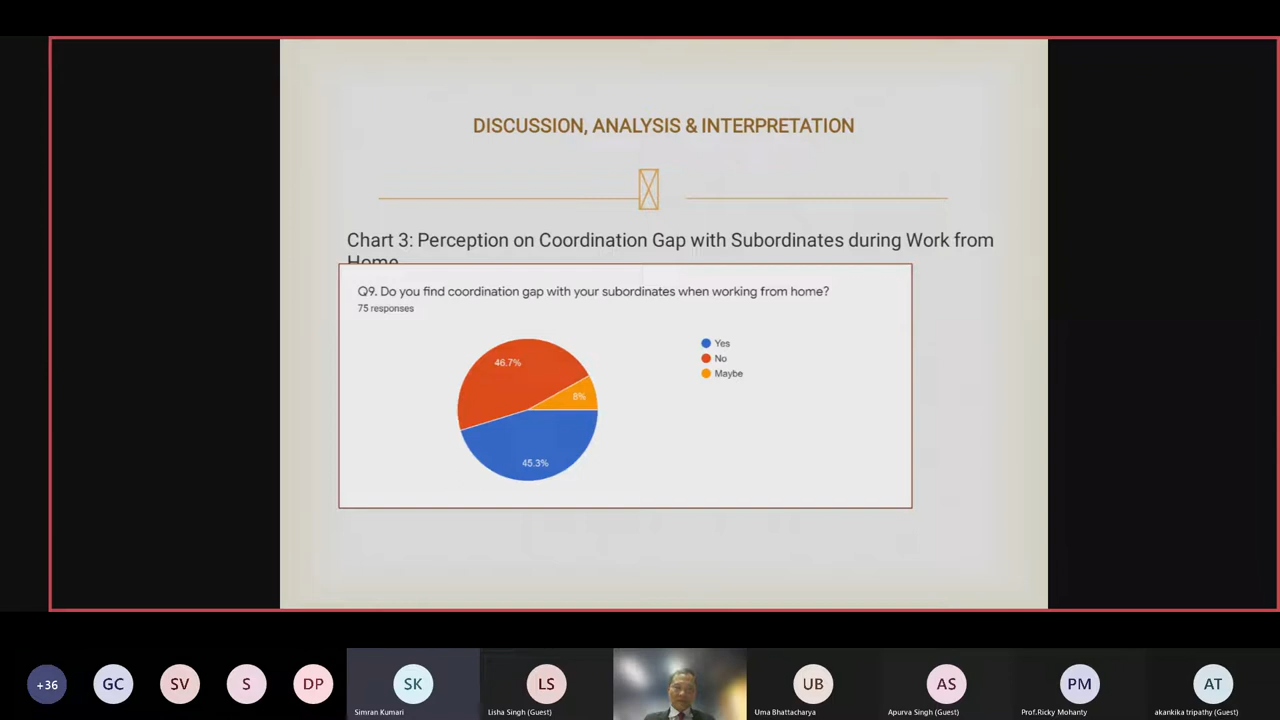 DISCUSSION, ANALYSIS & INTERPRETATION
Chart 3: Perception on Coordination Gap with Subordinates during Work from
Home
Q9. Do you find coordination gap with your subordinates when working from home?
75 responses
Yes
No
Maybe
46.7%
8%
45.3%
+36
GC
SV
S
DP
SK
LS
UB
AS
PM
AT
Simran Kumari
Lisha Singh (Guest)
Uma Bhattacharya
Apurva Singh (Guest)
Prof.Ricky Mohanty
akankika tripathy (Guest)